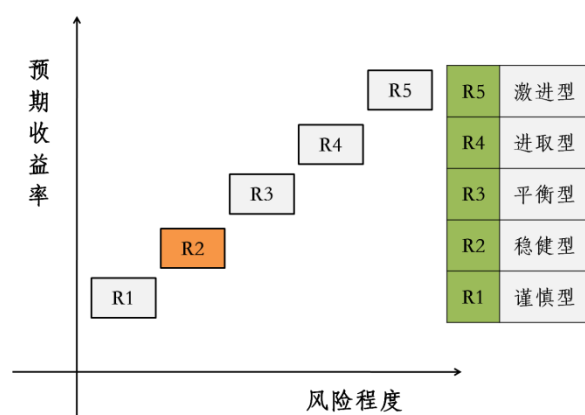 预期收益率
R5
R4
R3
R2
R1
风险程度
R5 激进型
R4 进取型
R3 平衡型
R2 稳健型
R1 谨慎型